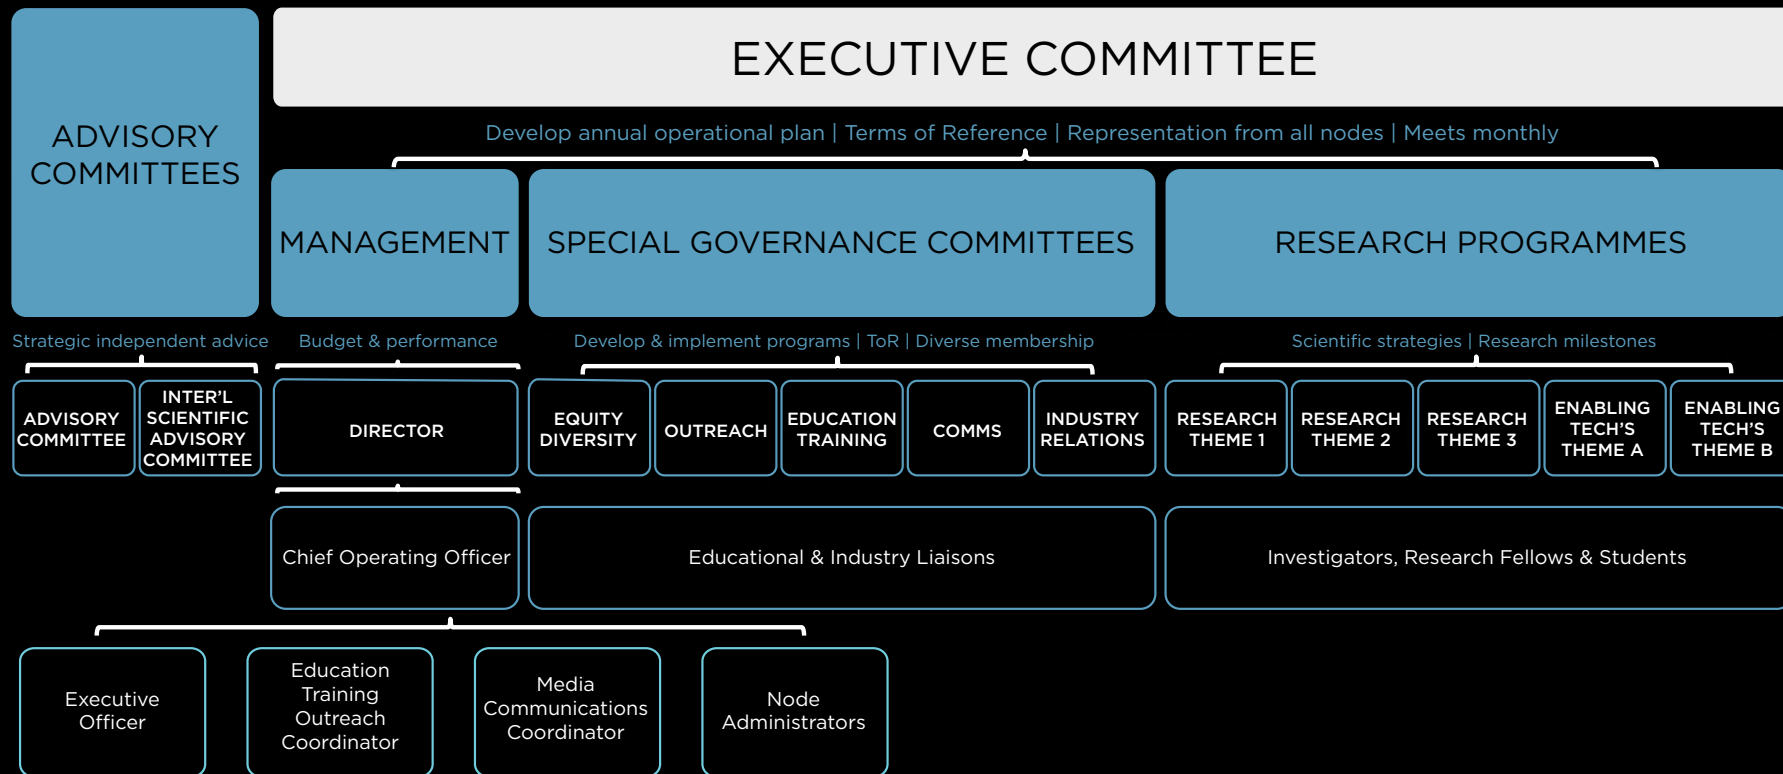 EXECUTIVE COMMITTEE
ADVISORY
COMMITTEES
Develop annual operational plan | Terms of Reference | Representation from all nodes | Meets monthly
MANAGEMENT
SPECIAL GOVERNANCE COMMITTEES
RESEARCH PROGRAMMES
Strategic independent advice
Budget & performance
Develop & implement programs | ToR | Diverse membership
Scientific strategies | Research milestones
ADVISORY
COMMITTEE
INTER'L
SCIENTIFIC
ADVISORY
COMMITTEE
DIRECTOR
EQUITY
DIVERSITY
OUTREACH
EDUCATION
TRAINING
COMMS
INDUSTRY
RELATIONS
RESEARCH
THEME 1
RESEARCH
THEME 2
RESEARCH
THEME 3
ENABLING
TECH'S
THEME A
ENABLING
TECH'S
THEME B
Chief Operating Officer
Educational & Industry Liaisons
Investigators, Research Fellows & Students
Executive
Officer
Education
Training
Outreach
Coordinator
Media
Communications
Coordinator
Node
Administrators